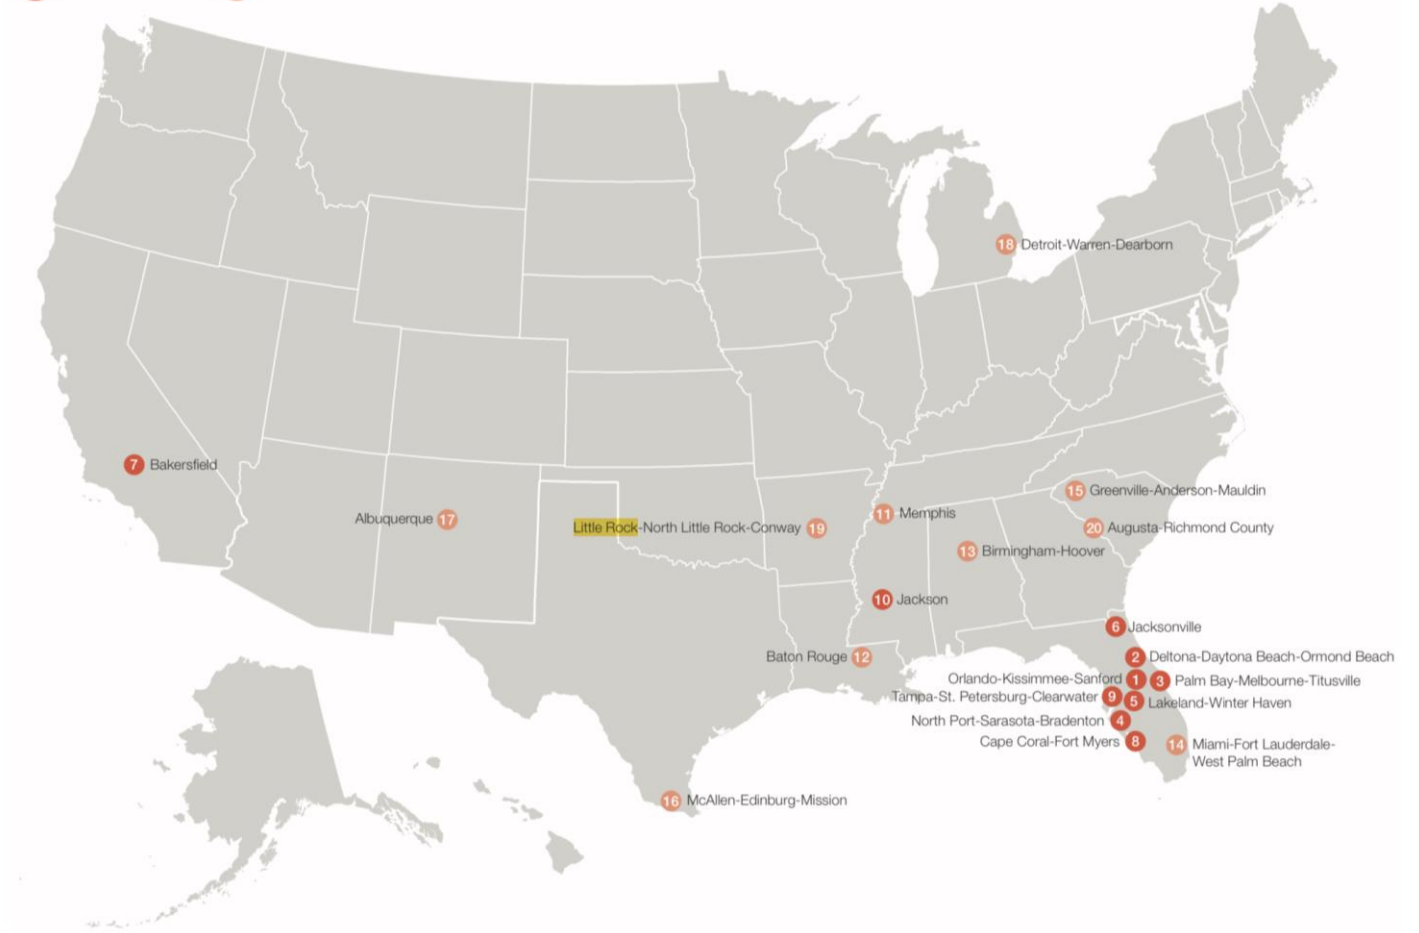 18 Detroit-Warren-Dearborn
7 Bakersfield
15 Greenville-Anderson-Mauldin
Albuquerque 17
11 Memphis
Little Rock-North Little Rock-Conway 19
20 Augusta-Richmond County
13 Birmingham-Hoover
10 Jackson
6 Jacksonville
Baton Rouge 12
2 Deltona-Daytona Beach-Ormond Beach
Orlando-Kissimmee-Sanford 1
3 Palm Bay-Melbourne-Titusville
Tampa-St. Petersburg-Clearwater 9
5 Lakeland-Winter Haven
North Port-Sarasota-Bradenton 4
Cape Coral-Fort Myers 8
14 Miami-Fort Lauderdale-
West Palm Beach
16 McAllen-Edinburg-Mission